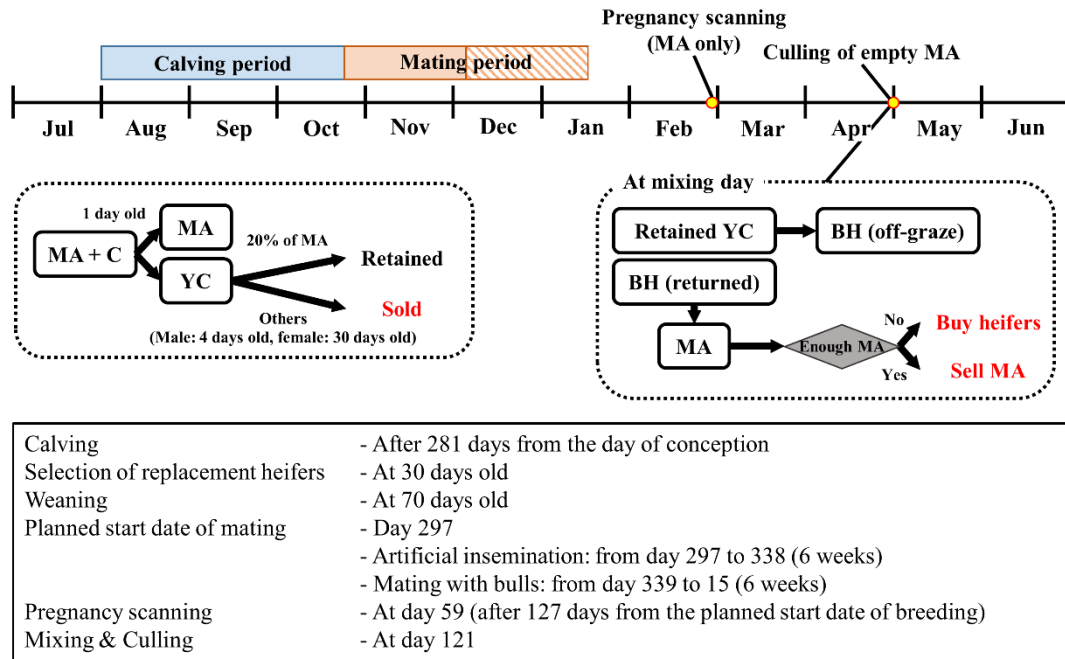 Pregnancy scanning
(MA only)
Culling of empty MA
Calving period
Mating period
Jul
Aug
Sep
Oct
Nov
Dec
Jan
Feb
Mar
Apr
May
Jun
1 day old
MA + C
MA
YC
20% of MA
Retained
Others
Sold
(Male: 4 days old, female: 30 days old)
At mixing day
Retained YC
BH (off-graze)
BH (returned)
MA
Enough MA
No
Buy heifers
Yes
Sell MA
Calving - After 281 days from the day of conception
Selection of replacement heifers - At 30 days old
Weaning - At 70 days old
Planned start date of mating - Day 297
- Artificial insemination: from day 297 to 338 (6 weeks)
- Mating with bulls: from day 339 to 15 (6 weeks)
Pregnancy scanning - At day 59 (after 127 days from the planned start date of breeding)
Mixing & Culling - At day 121